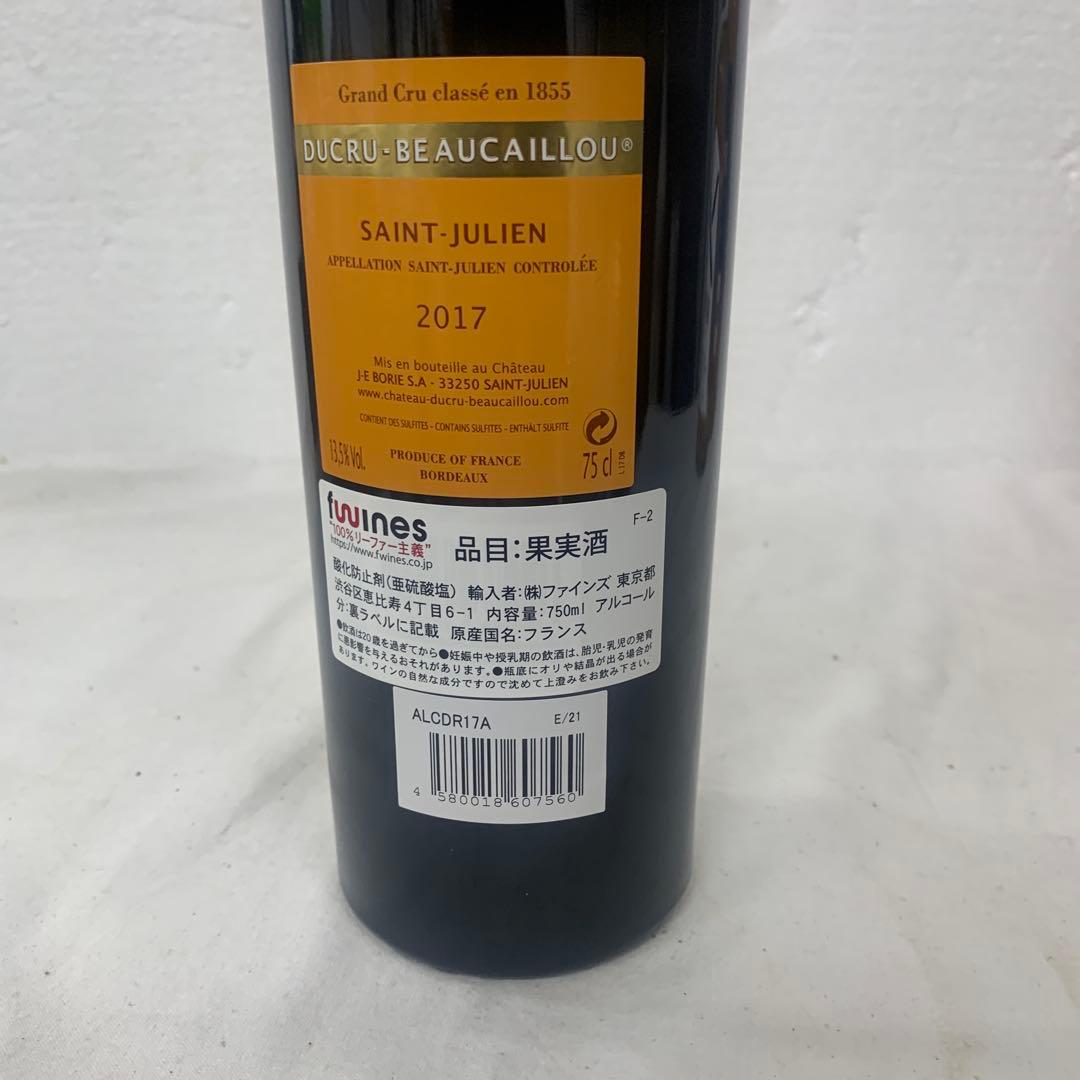 Grand Cru classé en 1855
DUCRU-BEAUCAILLOU®
SAINT-JULIEN
APPELLATION SAINT-JULIEN CONTROLÉE
2017
Mis en bouteille au Château
J-E BORIE S.A - 33250 SAINT-JULIEN
www.chateau-ducru-beaucaillou.com
CONTIENT DES SULFITES - CONTAINS SULFITES - ENTHÄLT SULFITE
13,5% Vol.
PRODUCE OF FRANCE
BORDEAUX
75 cl
L 17 DB
fwines
"100%リーファー主義"
https://www.fwines.co.jp
品目:果実酒
F-2
酸化防止剤(亜硫酸塩) 輸入者:㈱ファインズ 東京都
渋谷区恵比寿4丁目6-1 内容量:750ml アルコール
分:裏ラベルに記載 原産国名:フランス
●飲酒は20歳を過ぎてから●妊娠中や授乳期の飲酒は、胎児・乳児の発育
に悪影響を与えるおそれがあります。●瓶底にオリや結晶が出る場合が
あります。ワインの自然な成分ですので沈めて上澄みをお飲み下さい。
ALCDR17A E/21
4 580018 607560